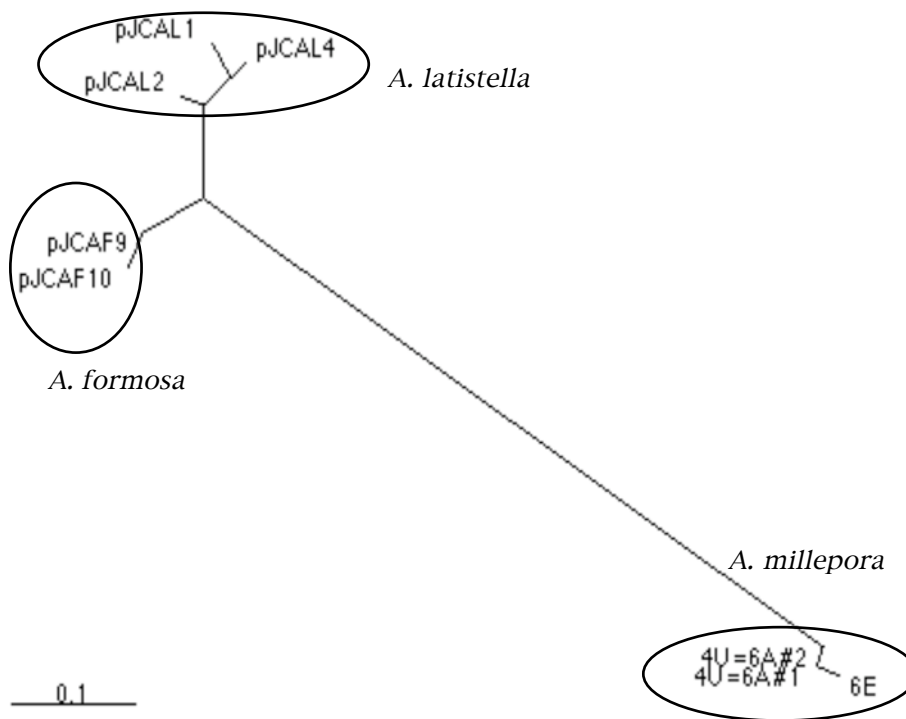 pJCAL1
pJCAL4
pJCAL2
A. latistella
pJCAF9
pJCAF10
A. formosa
A. millepora
4U=6A#2
4U=6A#1
6E
0.1